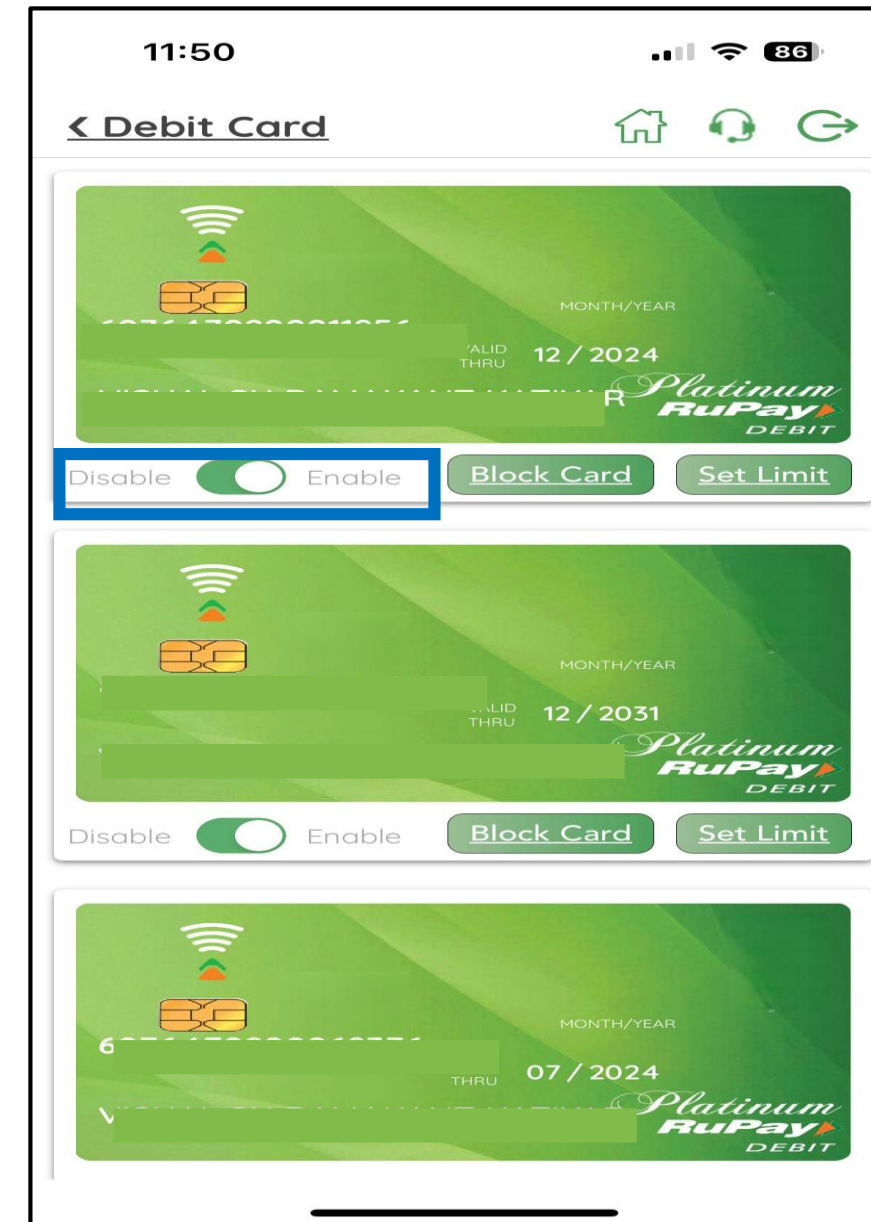 11:50
86
< Debit Card
MONTH/YEAR
THRU 12 / 2024
R Platinum
RuPay
DEBIT
Disable Enable Block Card Set Limit
MONTH/YEAR
THRU 12 / 2031
Platinum
RuPay
DEBIT
Disable Enable Block Card Set Limit
MONTH/YEAR
THRU 07 / 2024
Platinum
RuPay
DEBIT